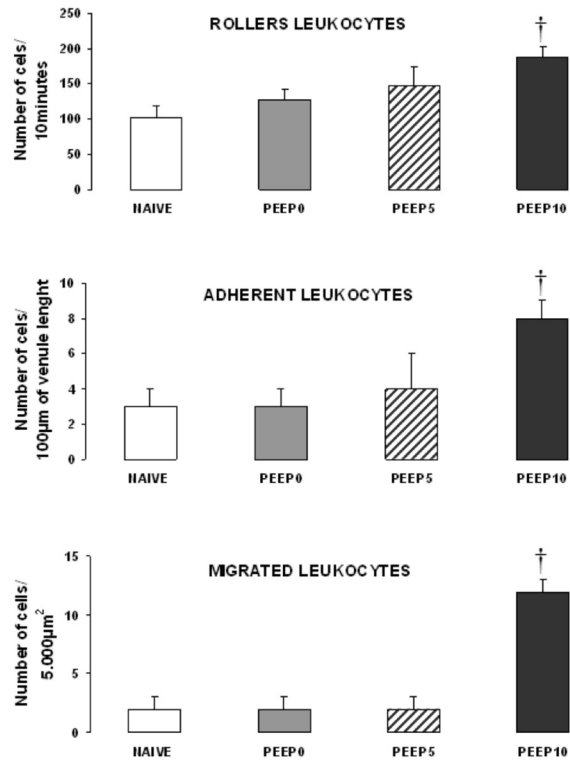 ROLLERS LEUKOCYTES
Number of cels/
10minutes
250
200
150
100
50
0
†
NAIVE PEEP0 PEEP5 PEEP10
ADHERENT LEUKOCYTES
Number of cels/
100µm of venule lenght
10
8
6
4
2
0
†
NAIVE PEEP0 PEEP5 PEEP10
MIGRATED LEUKOCYTES
Number of cells/
5.000µm²
15
10
5
0
†
NAIVE PEEP0 PEEP5 PEEP10